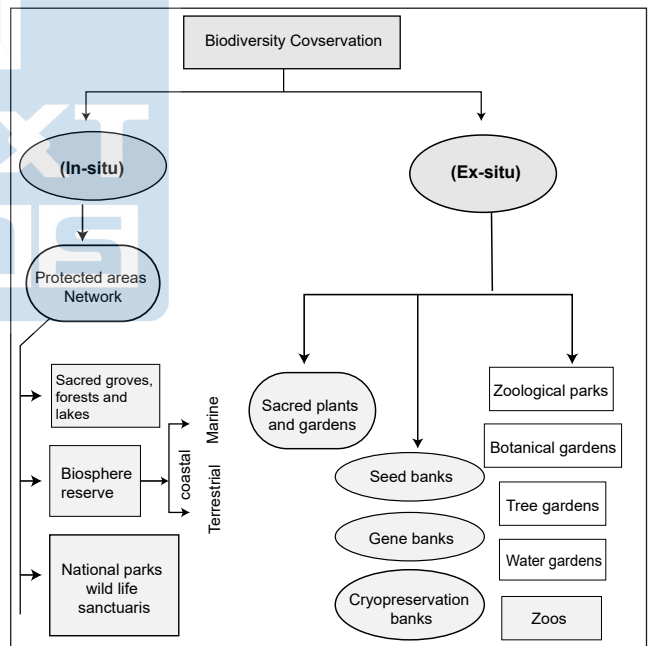 Biodiversity Covservation
(In-situ)
(Ex-situ)
Protected areas
Network
Sacred groves,
forests and
lakes
Biosphere
reserve
coastal
Marine
Terrestrial
National parks
wild life
sanctuaris
Sacred plants
and gardens
Seed banks
Gene banks
Cryopreservation
banks
Zoological parks
Botanical gardens
Tree gardens
Water gardens
Zoos